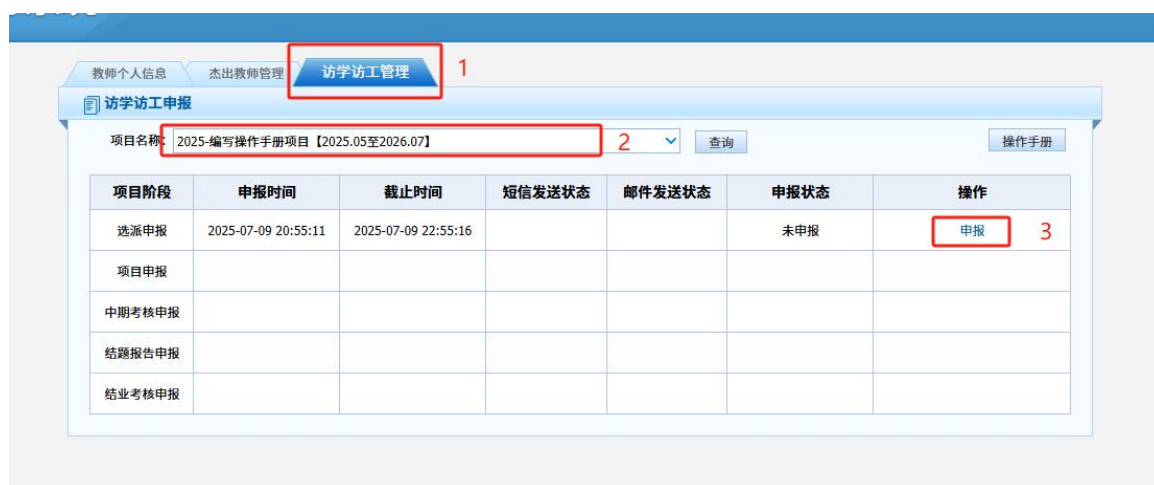 教师个人信息 杰出教师管理 访学访工管理 1
访学访工申报
项目名称: 2025-编写操作手册项目【2025.05至2026.07】 2 查询 操作手册
项目阶段 申报时间 截止时间 短信发送状态 邮件发送状态 申报状态 操作
选派申报 2025-07-09 20:55:11 2025-07-09 22:55:16 未申报 申报 3
项目申报
中期考核申报
结题报告申报
结业考核申报